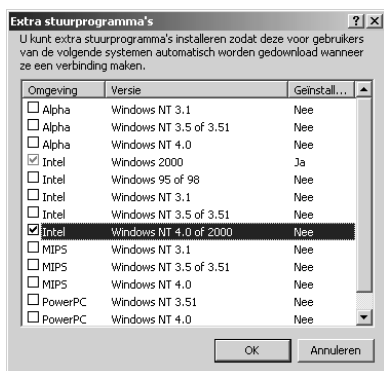 Extra stuurprogramma's
U kunt extra stuurprogramma's installeren zodat deze voor gebruikers
van de volgende systemen automatisch worden gedownload wanneer
ze een verbinding maken.
Omgeving Versie Geïnstall...
Alpha Windows NT 3.1 Nee
Alpha Windows NT 3.5 of 3.51 Nee
Alpha Windows NT 4.0 Nee
Intel Windows 2000 Ja
Intel Windows 95 of 98 Nee
Intel Windows NT 3.1 Nee
Intel Windows NT 3.5 of 3.51 Nee
Intel Windows NT 4.0 of 2000 Nee
MIPS Windows NT 3.1 Nee
MIPS Windows NT 3.5 of 3.51 Nee
MIPS Windows NT 4.0 Nee
PowerPC Windows NT 3.51 Nee
PowerPC Windows NT 4.0 Nee
OK Annuleren